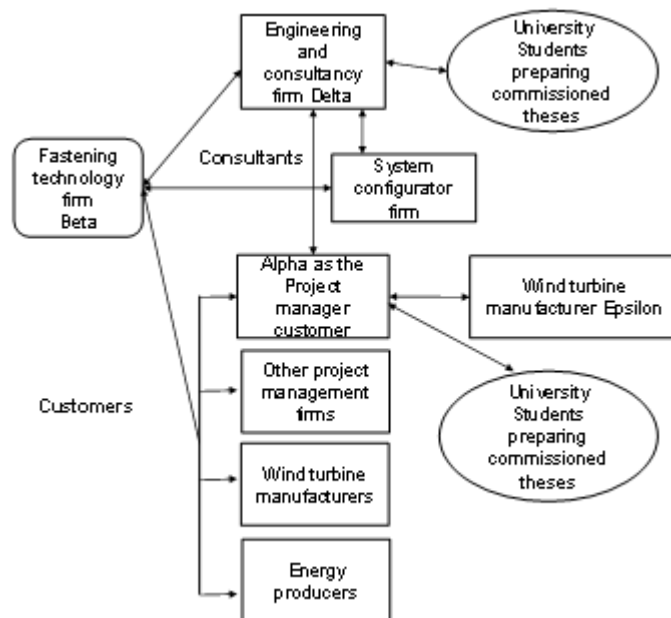 Engineering
and
consultancy
firm Delta
University
Students
preparing
commissioned
theses
Fastening
technology
firm
Beta
Consultants
System
configurator
firm
Alpha as the
Project
manager
customer
Wind turbine
manufacturer Epsilon
Other project
management
firms
University
Students
preparing
commissioned
theses
Customers
Wind turbine
manufacturers
Energy
producers